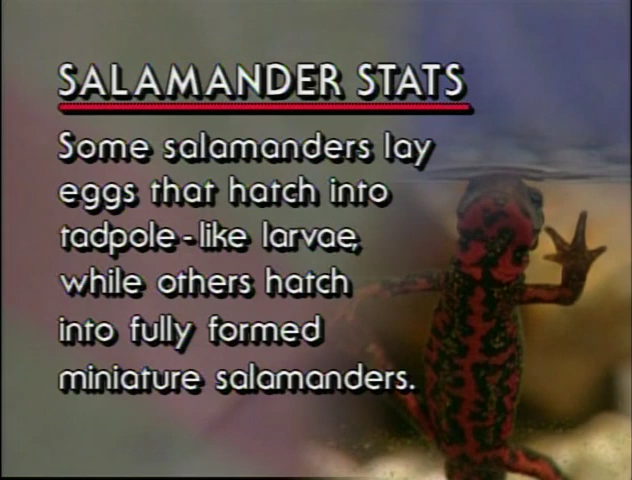 SALAMANDER STATS
Some salamanders lay
eggs that hatch into
tadpole-like larvae,
while others hatch
into fully formed
miniature salamanders.